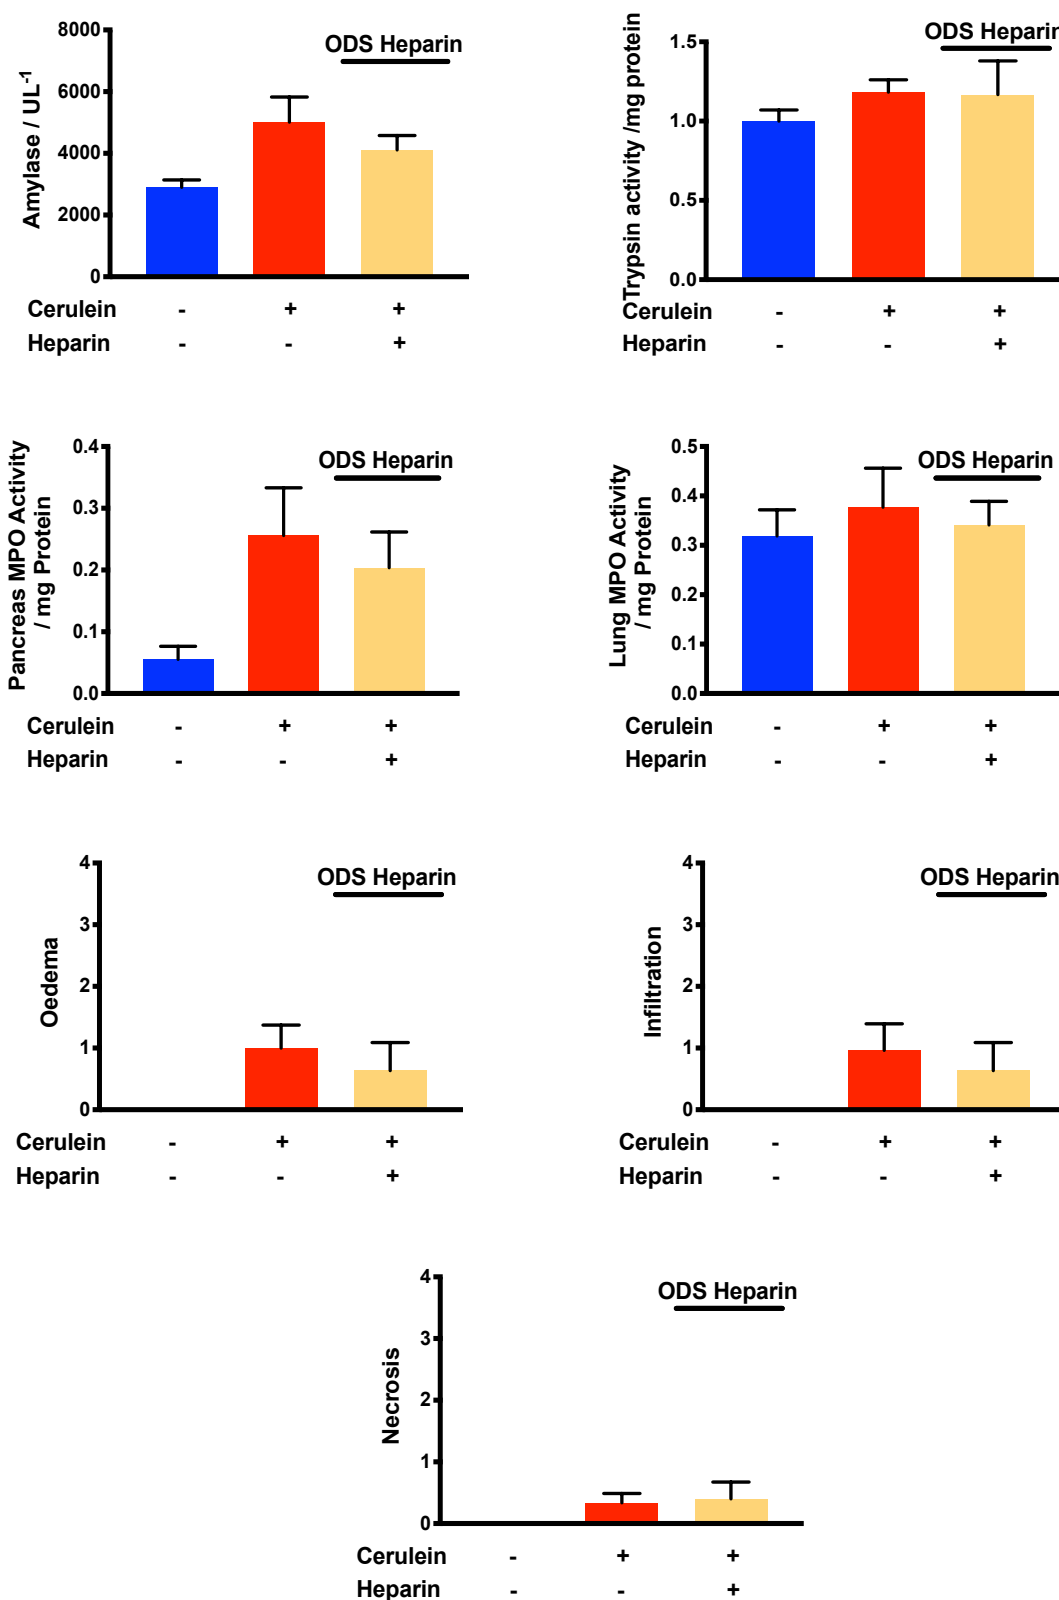 ODS Heparin
Amylase / UL-1
8000
6000
4000
2000
0
Cerulein - + +
Heparin - - +
ODS Heparin
Trypsin activity /mg protein
1.5
1.0
0.5
0.0
Cerulein - + +
Heparin - - +
ODS Heparin
Pancreas MPO Activity
/ mg Protein
0.4
0.3
0.2
0.1
0.0
Cerulein - + +
Heparin - - +
ODS Heparin
Lung MPO Activity
/ mg Protein
0.5
0.4
0.3
0.2
0.1
0.0
Cerulein - + +
Heparin - - +
ODS Heparin
Oedema
4
3
2
1
0
Cerulein - + +
Heparin - - +
ODS Heparin
Infiltration
4
3
2
1
0
Cerulein - + +
Heparin - - +
ODS Heparin
Necrosis
4
3
2
1
0
Cerulein - + +
Heparin - - +